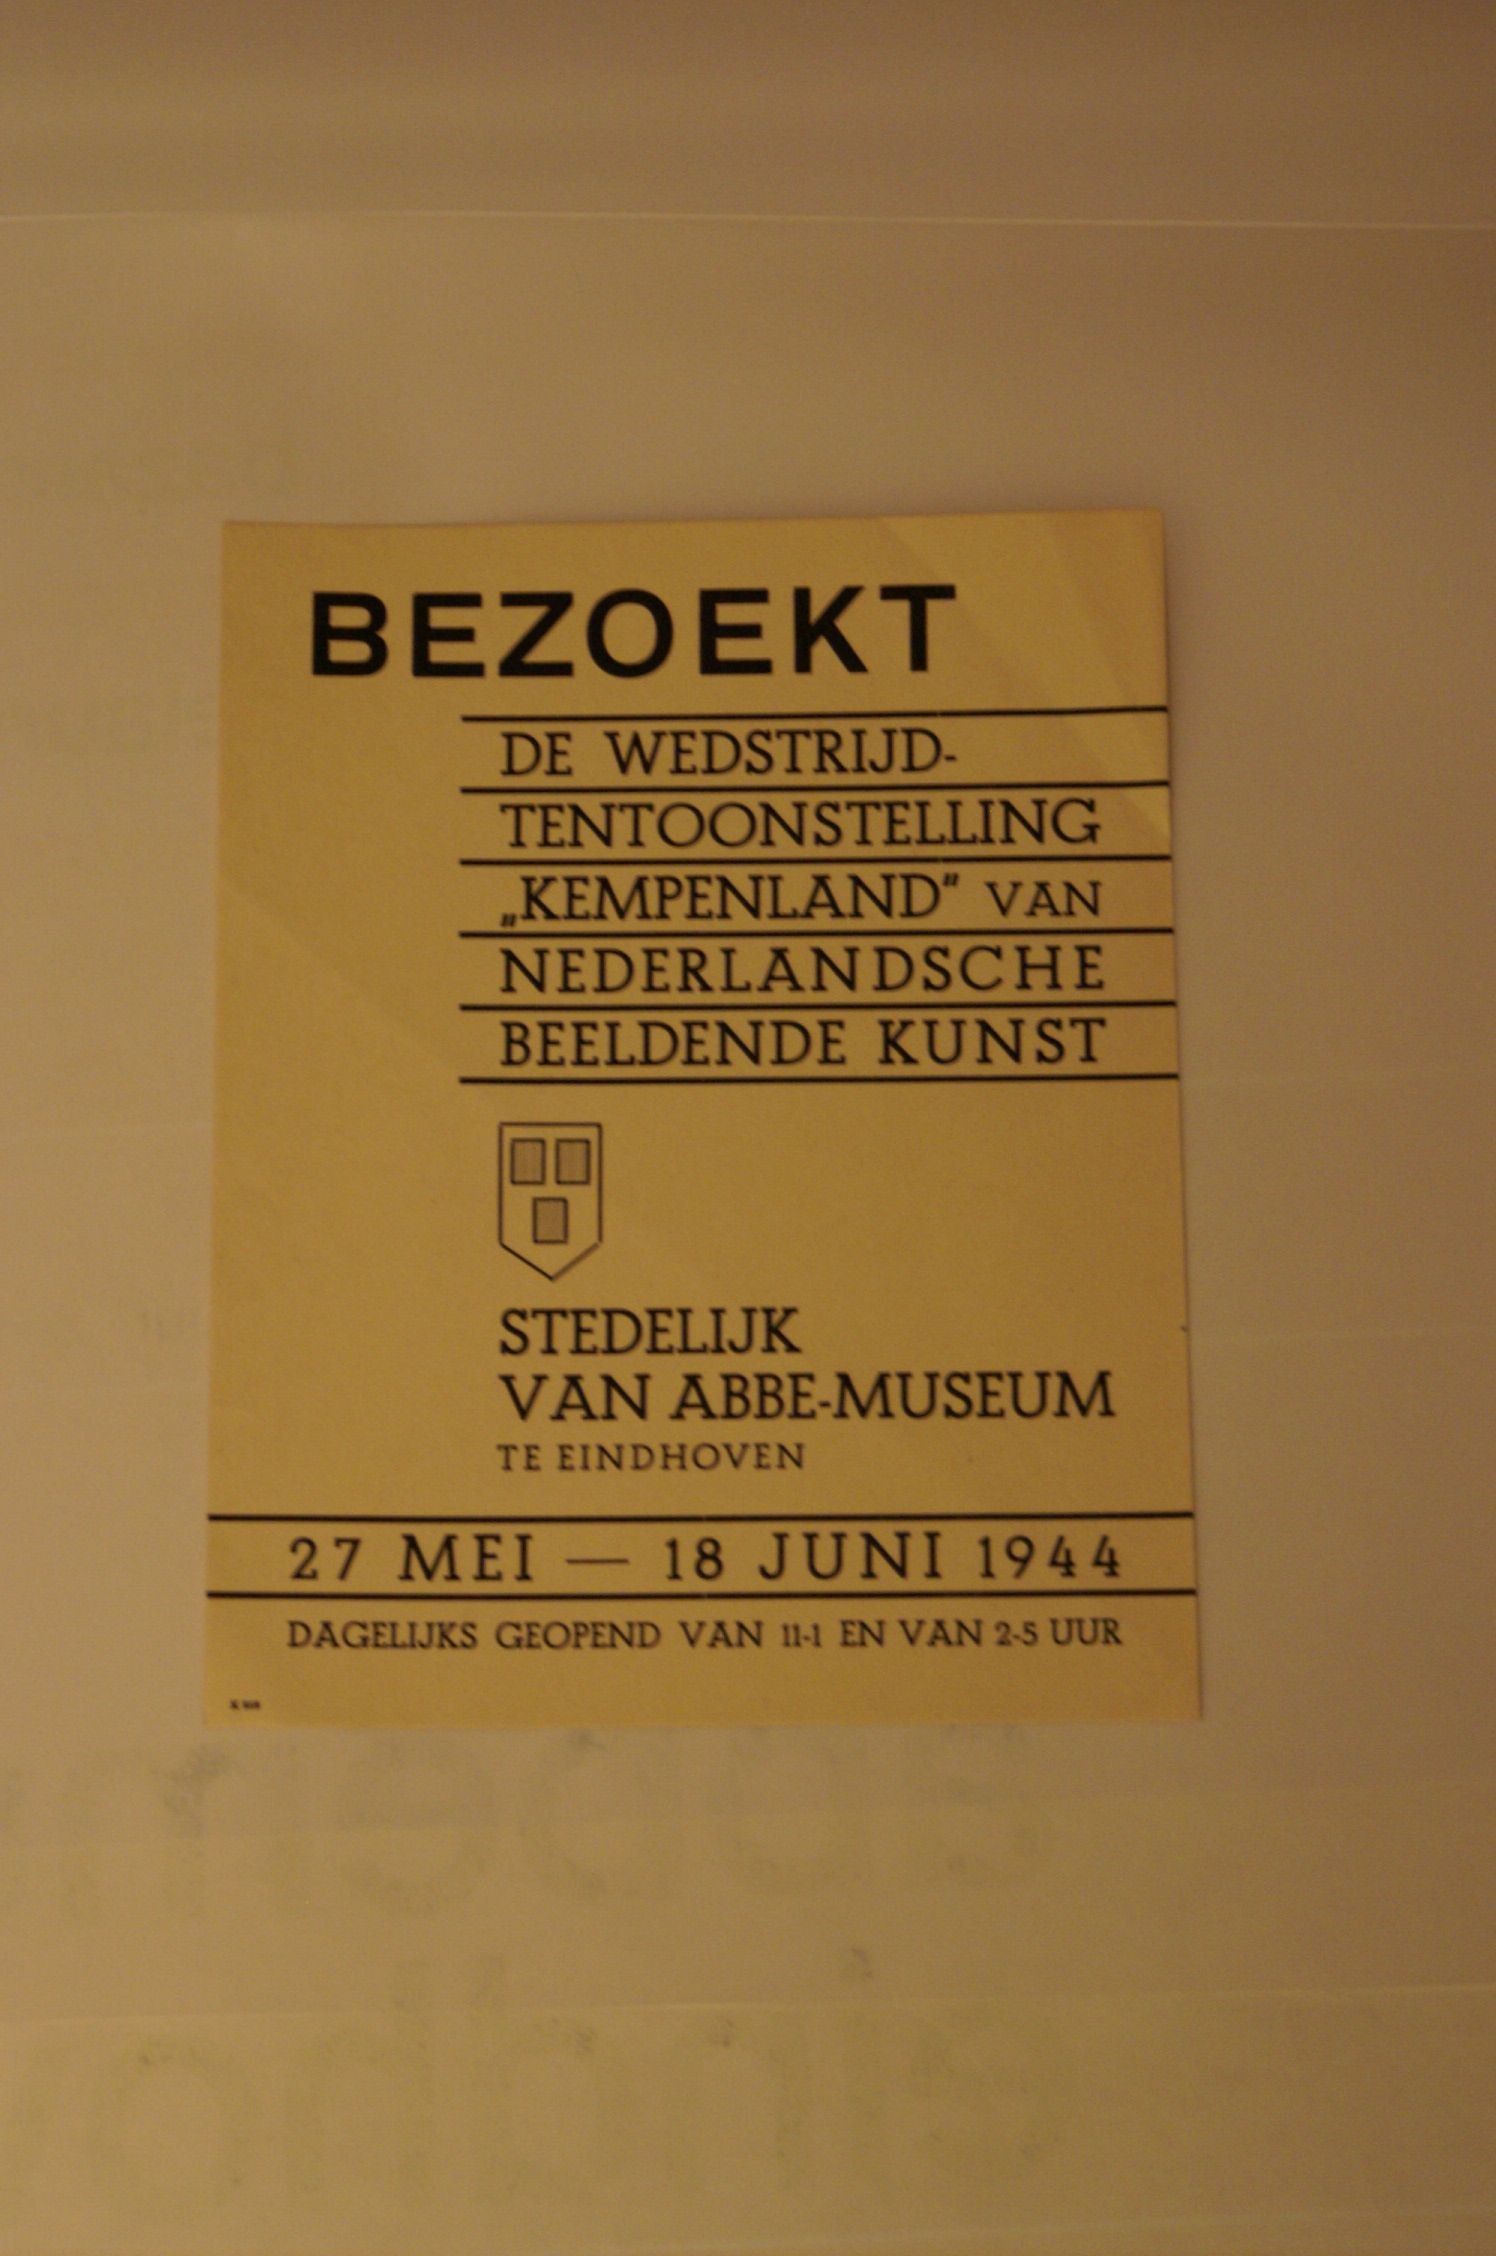 BEZOEKT
DE WEDSTRIJD-
TENTOONSTELLING
„KEMPENLAND" VAN
NEDERLANDSCHE
BEELDENDE KUNST
STEDELIJK
VAN ABBE-MUSEUM
TE EINDHOVEN
27 MEI — 18 JUNI 1944
DAGELIJKS GEOPEND VAN 11-1 EN VAN 2-5 UUR